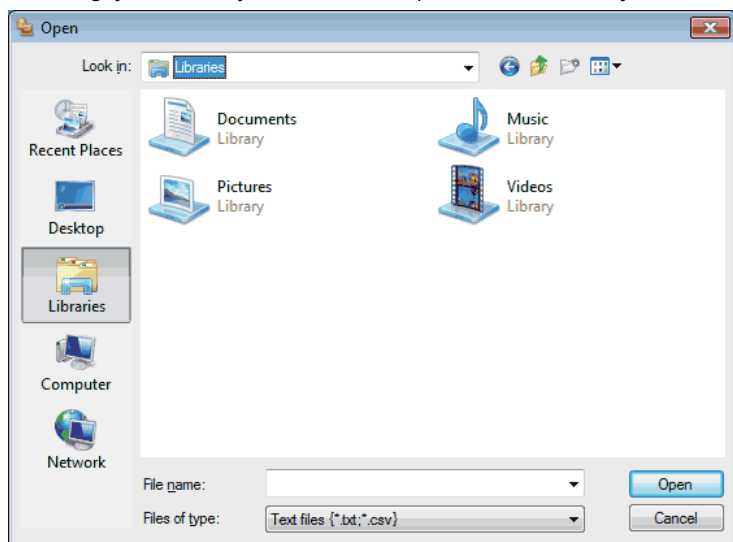 Open
Look in:
Libraries
Recent Places
Desktop
Libraries
Computer
Network
Documents
Library
Music
Library
Pictures
Library
Videos
Library
File name:
Open
Files of type:
Text files {*.txt;*.csv}
Cancel